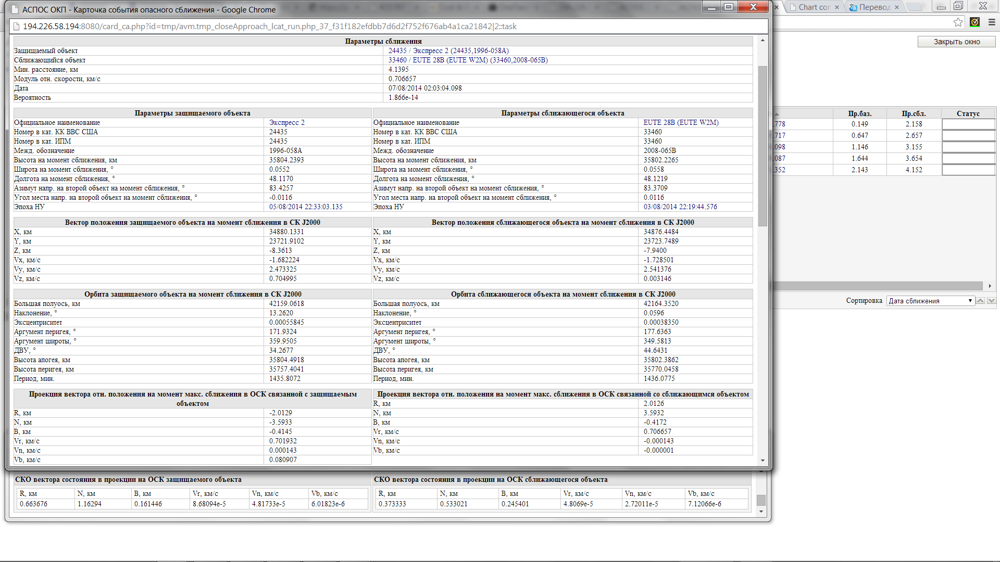 АСПОС ОКП - Карточка события опасного сближения - Google Chrome
Chart cor
Перевод
194.226.58.194:8080/card_ca.php?id=tmp/avm.tmp_closeApproach_lcat_run.php_37_f31f182efdbb7d6d2f752f676ab4a1ca21842|2::task
Закрыть окно
Параметры сближения
Защищаемый объект 24435 / Экспресс 2 (24435,1996-058A)
Сближающийся объект 33460 / EUTE 28B (EUTE W2M) (33460,2008-065B)
Мин. расстояние, км 4.1395
Модуль отн. скорости, км/с 0.706657
Дата 07/08/2014 02:03:04.098
Вероятность 1.866e-14
Параметры защищаемого объекта
Официальное наименование Экспресс 2
Номер в кат. КК ВВС США 24435
Номер в кат. ИПМ 24435
Межд. обозначение 1996-058A
Высота на момент сближения, км 35804.2393
Широта на момент сближения, ° 0.0552
Долгота на момент сближения, ° 48.1170
Азимут напр. на второй объект на момент сближения, ° 83.4257
Угол места напр. на второй объект на момент сближения, ° -0.0116
Эпоха НУ 05/08/2014 22:33:03.135
Параметры сближающегося объекта
Официальное наименование EUTE 28B (EUTE W2M)
Номер в кат. КК ВВС США 33460
Номер в кат. ИПМ 33460
Межд. обозначение 2008-065B
Высота на момент сближения, км 35802.2265
Широта на момент сближения, ° 0.0558
Долгота на момент сближения, ° 48.1219
Азимут напр. на второй объект на момент сближения, ° 83.3709
Угол места напр. на второй объект на момент сближения, ° 0.0116
Эпоха НУ 03/08/2014 22:19:44.576
Вектор положения защищаемого объекта на момент сближения в СК J2000
X, км 34880.1331
Y, км 23721.9102
Z, км -8.3613
Vx, км/с -1.682224
Vy, км/с 2.473325
Vz, км/с 0.704995
Вектор положения сближающегося объекта на момент сближения в СК J2000
X, км 34876.4484
Y, км 23723.7489
Z, км -7.9400
Vx, км/с -1.728501
Vy, км/с 2.541376
Vz, км/с 0.003146
Орбита защищаемого объекта на момент сближения в СК J2000
Большая полуось, км 42159.0618
Наклонение, ° 13.2620
Эксцентриситет 0.00055845
Аргумент перигея, ° 171.9324
Аргумент широты, ° 359.9505
ДВУ, ° 34.2677
Высота апогея, км 35804.4918
Высота перигея, км 35757.4041
Период, мин. 1435.8072
Орбита сближающегося объекта на момент сближения в СК J2000
Большая полуось, км 42164.3520
Наклонение, ° 0.0596
Эксцентриситет 0.00038350
Аргумент перигея, ° 177.6363
Аргумент широты, ° 349.5813
ДВУ, ° 44.6431
Высота апогея, км 35802.3862
Высота перигея, км 35770.0458
Период, мин. 1436.0775
Проекция вектора отн. положения на момент макс. сближения в ОСК связанной с защищаемым
объектом
R, км -2.0129
N, км -3.5933
B, км -0.4145
Vr, км/с 0.701932
Vn, км/с 0.000143
Vb, км/с 0.080907
Проекция вектора отн. положения на момент макс. сближения в ОСК связанной со сближающимся объектом
R, км 2.0126
N, км 3.5932
B, км -0.4172
Vr, км/с 0.706657
Vn, км/с -0.000143
Vb, км/с -0.000001
СКО вектора состояния в проекции на ОСК защищаемого объекта
R, км N, км B, км Vr, км/с Vn, км/с Vb, км/с
0.663676 1.16294 0.161446 8.68094e-5 4.81733e-5 6.01823e-6
СКО вектора состояния в проекции на ОСК сближающегося объекта
R, км N, км B, км Vr, км/с Vn, км/с Vb, км/с
0.373333 0.533021 0.245401 4.8069e-5 2.72011e-5 7.12066e-6
Пр.баз. Пр.сбл. Статус
.778 0.149 2.158
.717 0.647 2.657
.098 1.146 3.155
.087 1.644 3.654
.352 2.143 4.152
Сортировка Дата сближения